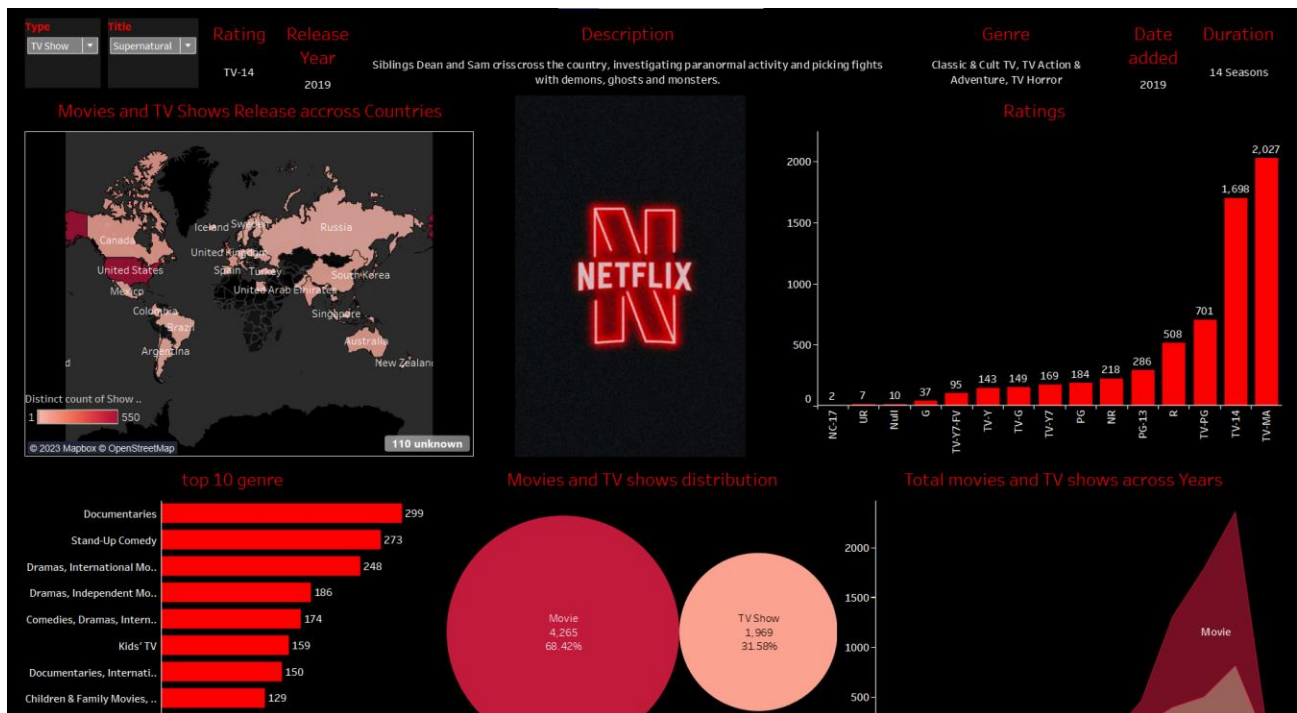 Type
TV Show
Title
Supernatural
Rating
TV-14
Release
Year
2019
Description
Siblings Dean and Sam crisscross the country, investigating paranormal activity and picking fights
with demons, ghosts and monsters.
Genre
Classic & Cult TV, TV Action &
Adventure, TV Horror
Date
added
2019
Duration
14 Seasons
Movies and TV Shows Release accross Countries
Iceland
Sweden
Russia
Canada
United Kingdom
United States
Spain
Turkey
South Korea
Mexico
United Arab Emirates
Colombia
Singapore
Brazil
Argentina
Australia
New Zealand
d
Distinct count of Show ..
1
550
© 2023 Mapbox © OpenStreetMap
110 unknown
NETFLIX
Ratings
2000
1500
1000
500
0
2
7
10
37
95
143
149
169
184
218
286
508
701
1,698
2,027
NC-17
UR
Null
G
TV-Y7-FV
TV-Y
TV-G
TV-Y7
PG
NR
PG-13
R
TV-PG
TV-14
TV-MA
top 10 genre
Documentaries 299
Stand-Up Comedy 273
Dramas, International Mo.. 248
Dramas, Independent Mo.. 186
Comedies, Dramas, Intern.. 174
Kids' TV 159
Documentaries, Internati.. 150
Children & Family Movies, .. 129
Movies and TV shows distribution
Movie
4,265
68.42%
TV Show
1,969
31.58%
Total movies and TV shows across Years
2000
1500
1000
500
Movie